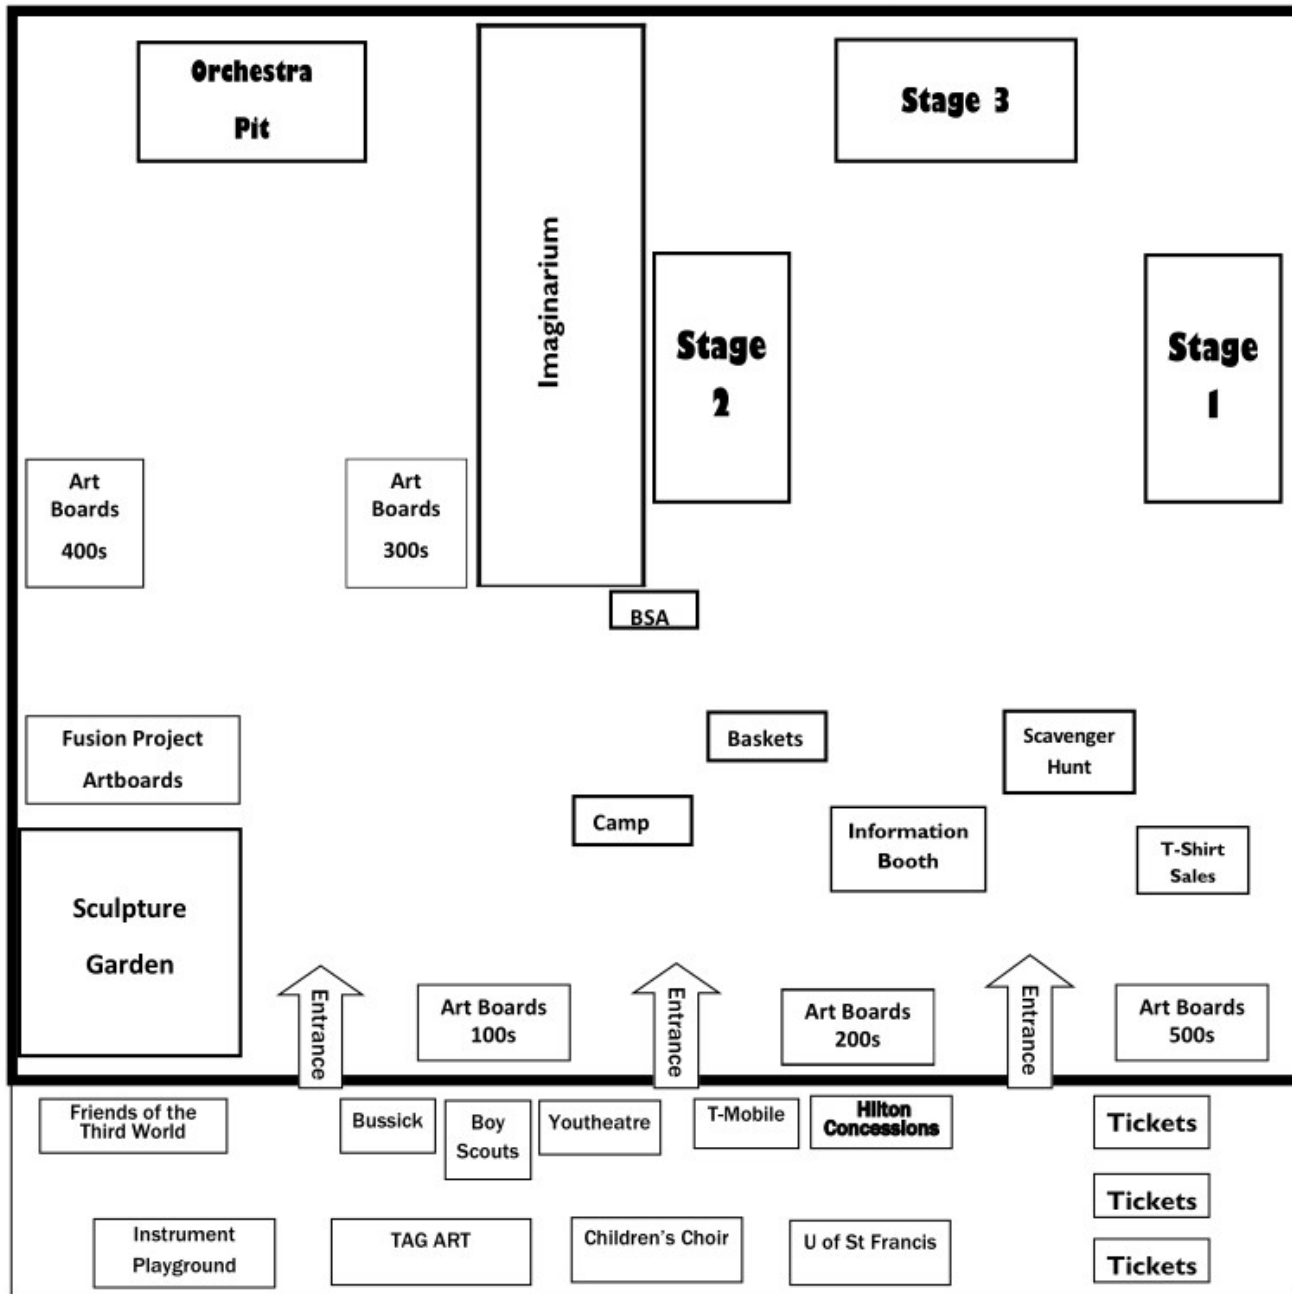 Orchestra
Pit
Stage 3
Imaginarium
Stage
2
Stage
1
Art
Boards
400s
Art
Boards
300s
BSA
Fusion Project
Artboards
Baskets
Scavenger
Hunt
Camp
Information
Booth
T-Shirt
Sales
Sculpture
Garden
Entrance
Art Boards
100s
Entrance
Art Boards
200s
Entrance
Art Boards
500s
Friends of the
Third World
Bussick
Boy
Scouts
Youtheatre
T-Mobile
Hilton
Concessions
Tickets
Tickets
Instrument
Playground
TAG ART
Children's Choir
U of St Francis
Tickets